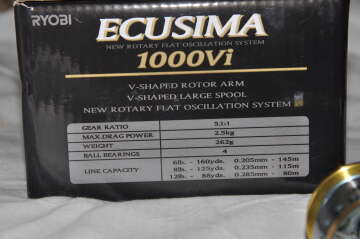 RYOBI
ECUSIMA
NEW ROTARY FLAT OSCILLATION SYSTEM
1000Vi
V-SHAPED ROTOR ARM
V-SHAPED LARGE SPOOL
NEW ROTARY FLAT OSCILLATION SYSTEM
GEAR RATIO 5.1:1
MAX.DRAG POWER 2.5kg
WEIGHT 262g
BALL BEARINGS 4
LINE CAPACITY 6lb. - 160yds. 0.205mm - 145m
8lb. - 125yds. 0.235mm - 115m
12lb. - 88yds. 0.285mm - 80m